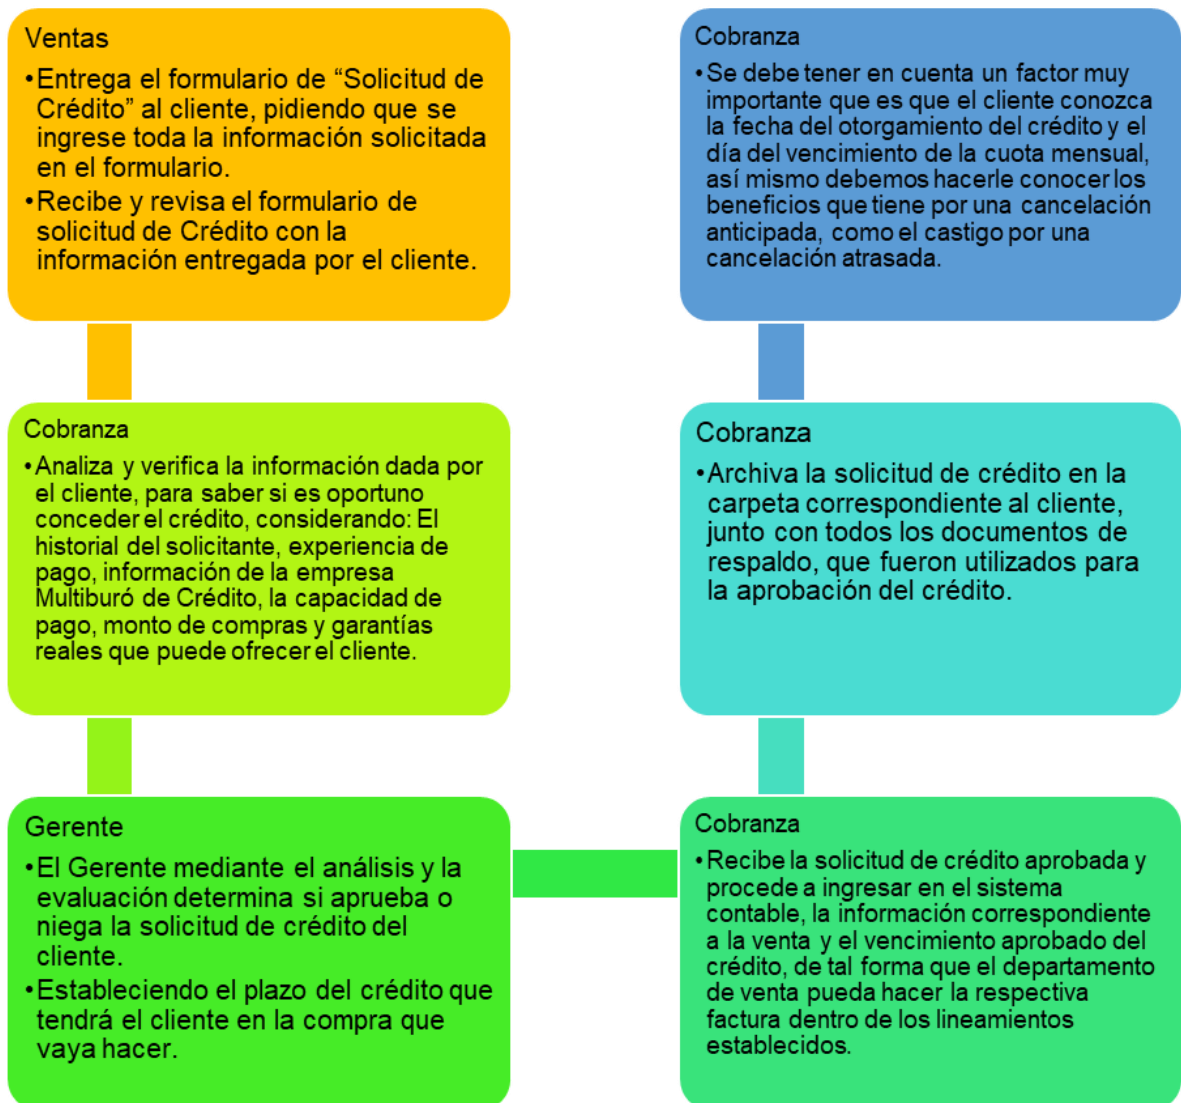 Ventas
•Entrega el formulario de “Solicitud de
Crédito” al cliente, pidiendo que se
ingrese toda la información solicitada
en el formulario.
•Recibe y revisa el formulario de
solicitud de Crédito con la
información entregada por el cliente.
Cobranza
•Analiza y verifica la información dada por
el cliente, para saber si es oportuno
conceder el crédito, considerando: El
historial del solicitante, experiencia de
pago, información de la empresa
Multiburó de Crédito, la capacidad de
pago, monto de compras y garantías
reales que puede ofrecer el cliente.
Gerente
•El Gerente mediante el análisis y la
evaluación determina si aprueba o
niega la solicitud de crédito del
cliente.
•Estableciendo el plazo del crédito que
tendrá el cliente en la compra que
vaya hacer.
Cobranza
•Recibe la solicitud de crédito aprobada y
procede a ingresar en el sistema
contable, la información correspondiente
a la venta y el vencimiento aprobado del
crédito, de tal forma que el departamento
de venta pueda hacer la respectiva
factura dentro de los lineamientos
establecidos.
Cobranza
•Archiva la solicitud de crédito en la
carpeta correspondiente al cliente,
junto con todos los documentos de
respaldo, que fueron utilizados para
la aprobación del crédito.
Cobranza
•Se debe tener en cuenta un factor muy
importante que es que el cliente conozca
la fecha del otorgamiento del crédito y el
día del vencimiento de la cuota mensual,
así mismo debemos hacerle conocer los
beneficios que tiene por una cancelación
anticipada, como el castigo por una
cancelación atrasada.